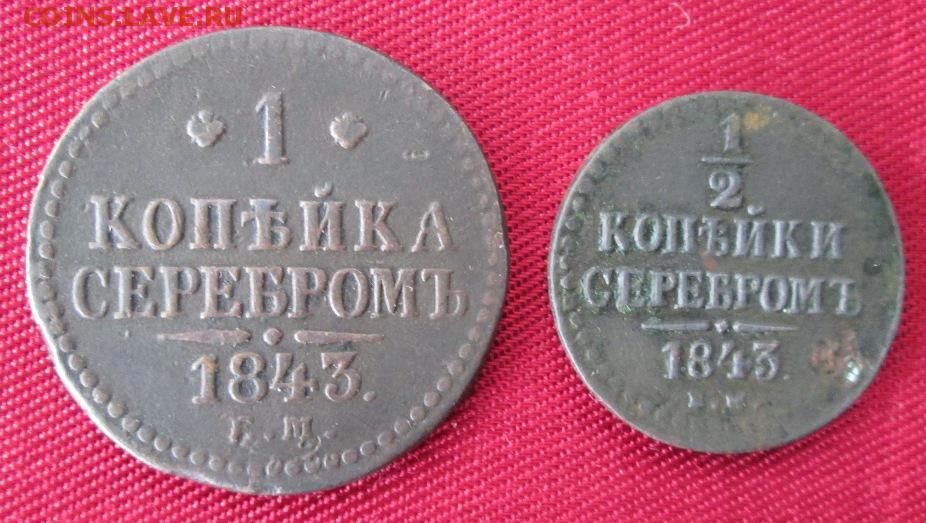 COINS.LAVE.RU
1
КОПѢЙКА
СЕРЕБРОМЪ
1843.
Е.М.
1
2
КОПѢЙКИ
СЕРЕБРОМЪ
1843.
Е.М.